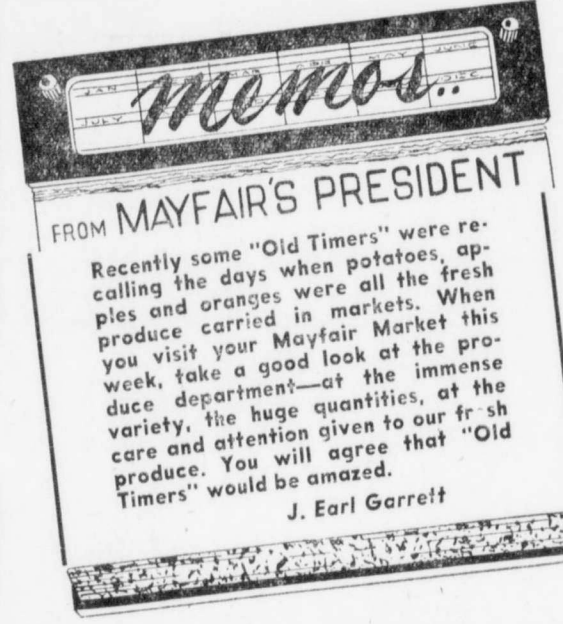 JAN
JULY
memos..
FROM MAYFAIR'S PRESIDENT
Recently some "Old Timers" were re-
calling the days when potatoes, ap-
ples and oranges were all the fresh
produce carried in markets. When
you visit your Mayfair Market this
week, take a good look at the pro-
duce department—at the immense
variety, the huge quantities, at the
care and attention given to our fr sh
produce. You will agree that "Old
Timers" would be amazed.
J. Earl Garrett